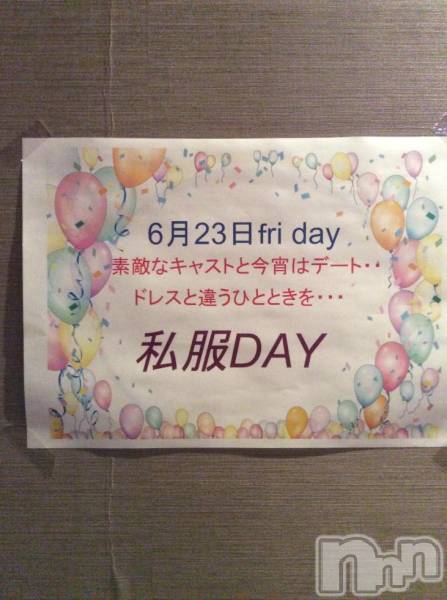 6月23日fri day
素敵なキャストと今宵はデート・・
ドレスと違うひとときを・・・
私服DAY
nnn